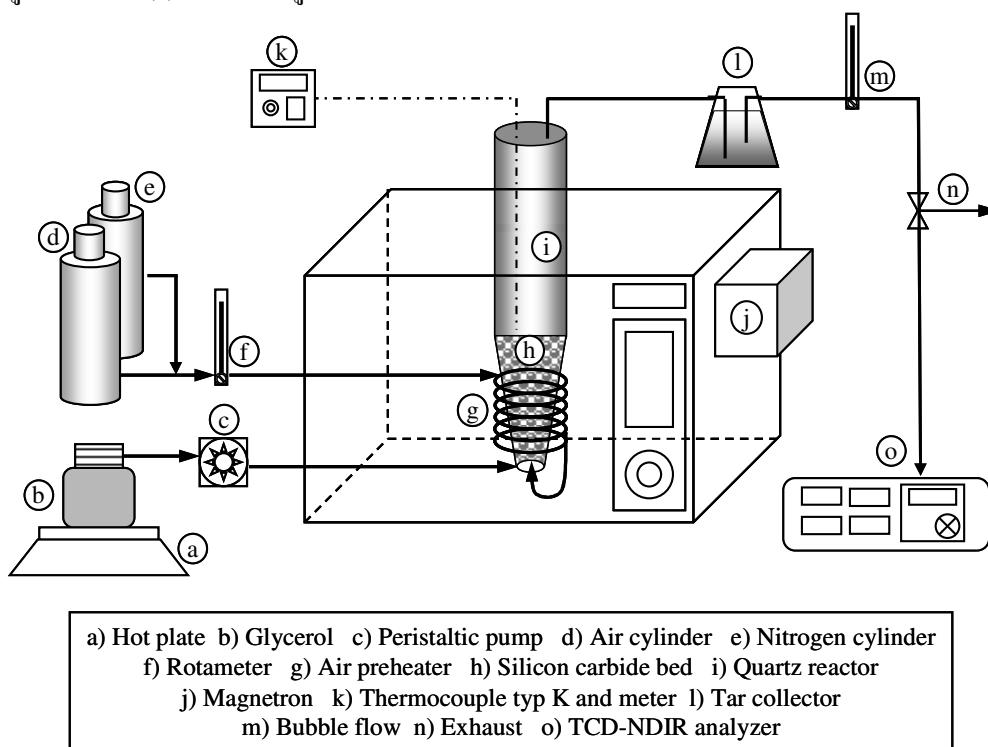 k
l
m
e
d
n
i
j
f
h
g
c
o
b
a
a) Hot plate b) Glycerol c) Peristaltic pump d) Air cylinder e) Nitrogen cylinder
f) Rotameter g) Air preheater h) Silicon carbide bed i) Quartz reactor
j) Magnetron k) Thermocouple typ K and meter l) Tar collector
m) Bubble flow n) Exhaust o) TCD-NDIR analyzer